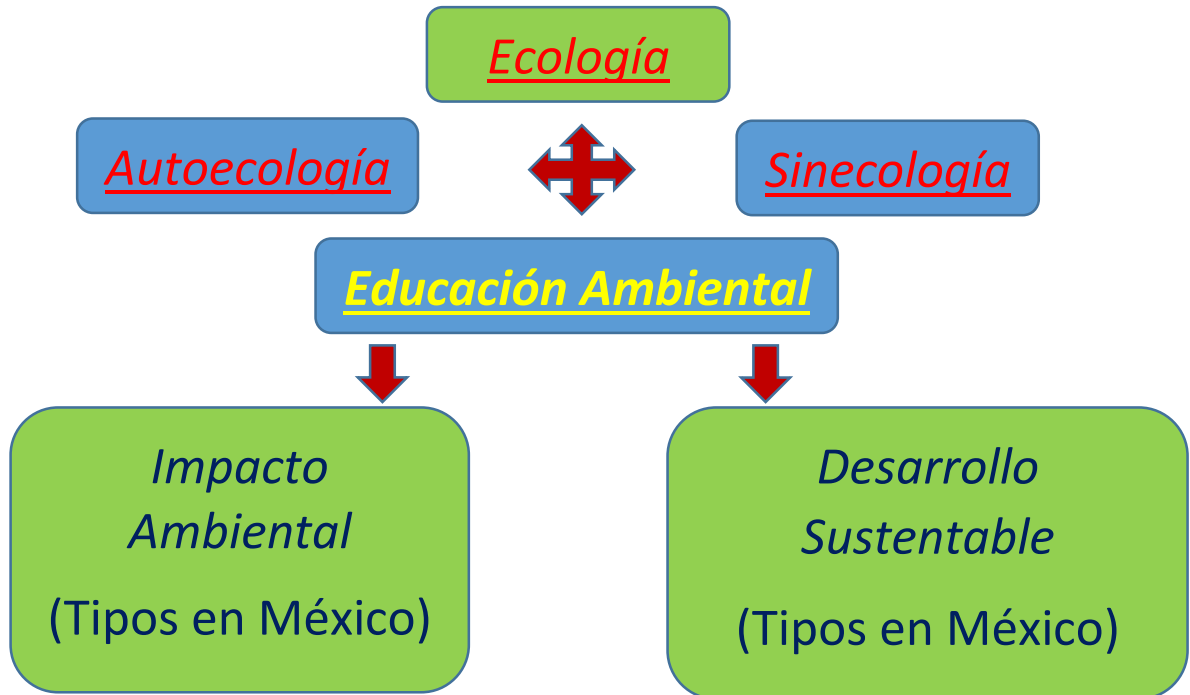 Ecología
Autoecología
Sinecología
Educación Ambiental
Impacto
Ambiental
(Tipos en México)
Desarrollo
Sustentable
(Tipos en México)